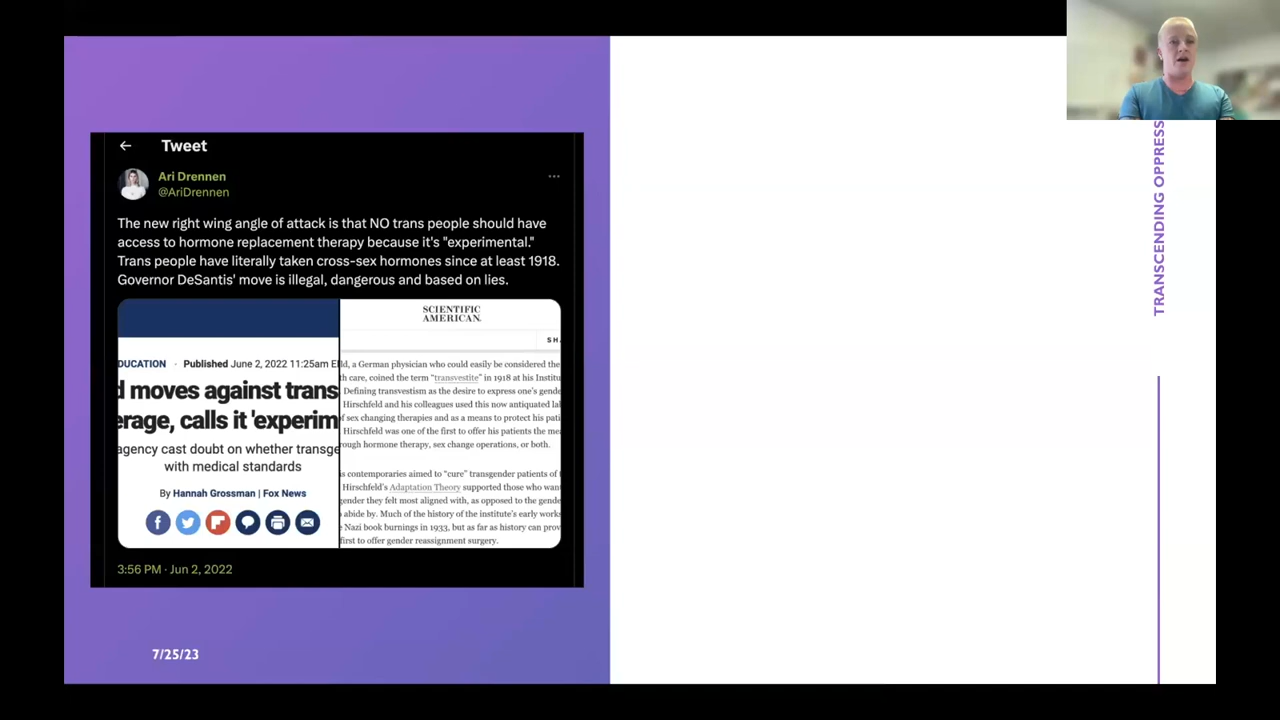 Tweet
Ari Drennen
@AriDrennen
The new right wing angle of attack is that NO trans people should have
access to hormone replacement therapy because it's "experimental."
Trans people have literally taken cross-sex hormones since at least 1918.
Governor DeSantis' move is illegal, dangerous and based on lies.
DUCATION · Published June 2, 2022 11:25am E
d moves against trans
erage, calls it 'experim
agency cast doubt on whether transge
with medical standards
By Hannah Grossman | Fox News
SCIENTIFIC
AMERICAN.
SH
ld, a German physician who could easily be considered the
th care, coined the term “transvestite” in 1918 at his Institu
Defining transvestism as the desire to express one's gende
Hirschfeld and his colleagues used this now antiquated la
f sex changing therapies and as a means to protect his pati
Hirschfeld was one of the first to offer his patients the me
rough hormone therapy, sex change operations, or both.
s contemporaries aimed to “cure” transgender patients of
Hirschfeld's Adaptation Theory supported those who want
gender they felt most aligned with, as opposed to the gende
abide by. Much of the history of the institute's early works
Nazi book burnings in 1933, but as far as history can prov
first to offer gender reassignment surgery.
3:56 PM · Jun 2, 2022
7/25/23
TRANSCENDING OPPRESS